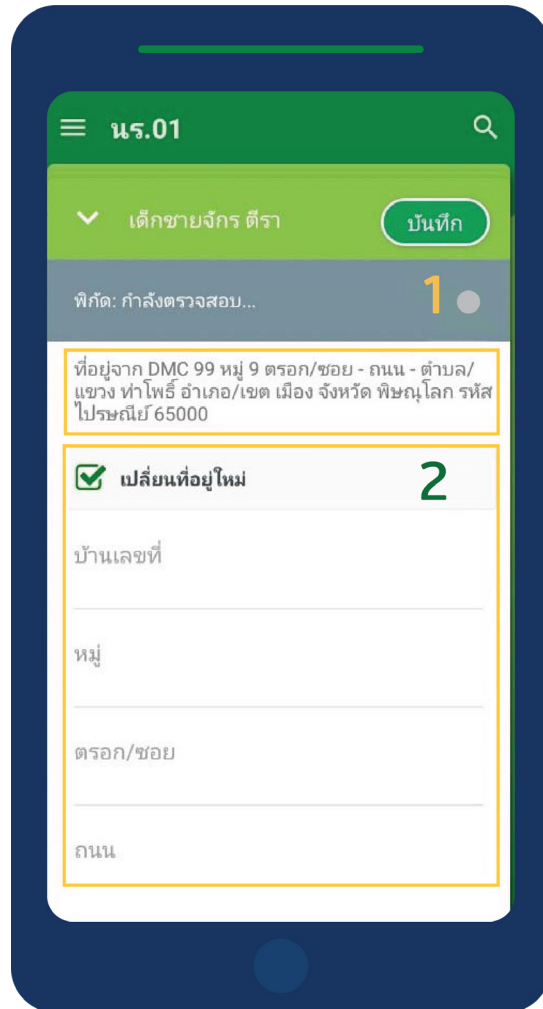 นร.01
เด็กชายจักร ตีรา
บันทึก
พิกัด: กำลังตรวจสอบ...
1
ที่อยู่จาก DMC 99 หมู่ 9 ตรอก/ซอย - ถนน - ตำบล/
แขวง ท่าโพธิ์ อำเภอ/เขต เมือง จังหวัด พิษณุโลก รหัส
ไปรษณีย์ 65000
เปลี่ยนที่อยู่ใหม่
2
บ้านเลขที่
หมู่
ตรอก/ซอย
ถนน